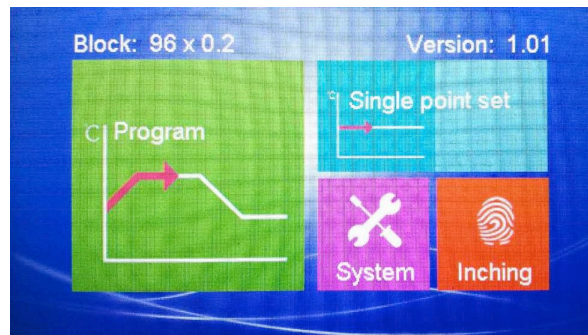 Block: 96 x 0.2
Version: 1.01
°C Program
°C Single point set
System
Inching